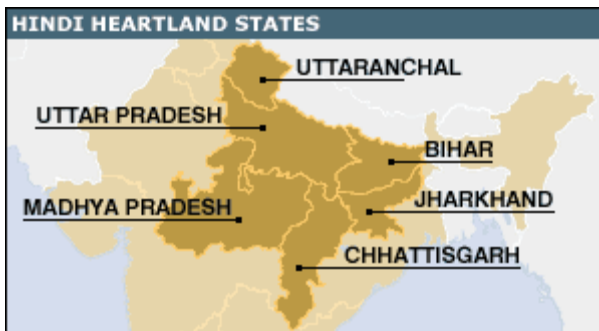 HINDI HEARTLAND STATES
UTTARANCHAL
UTTAR PRADESH
BIHAR
MADHYA PRADESH
JHARKHAND
CHHATTISGARH